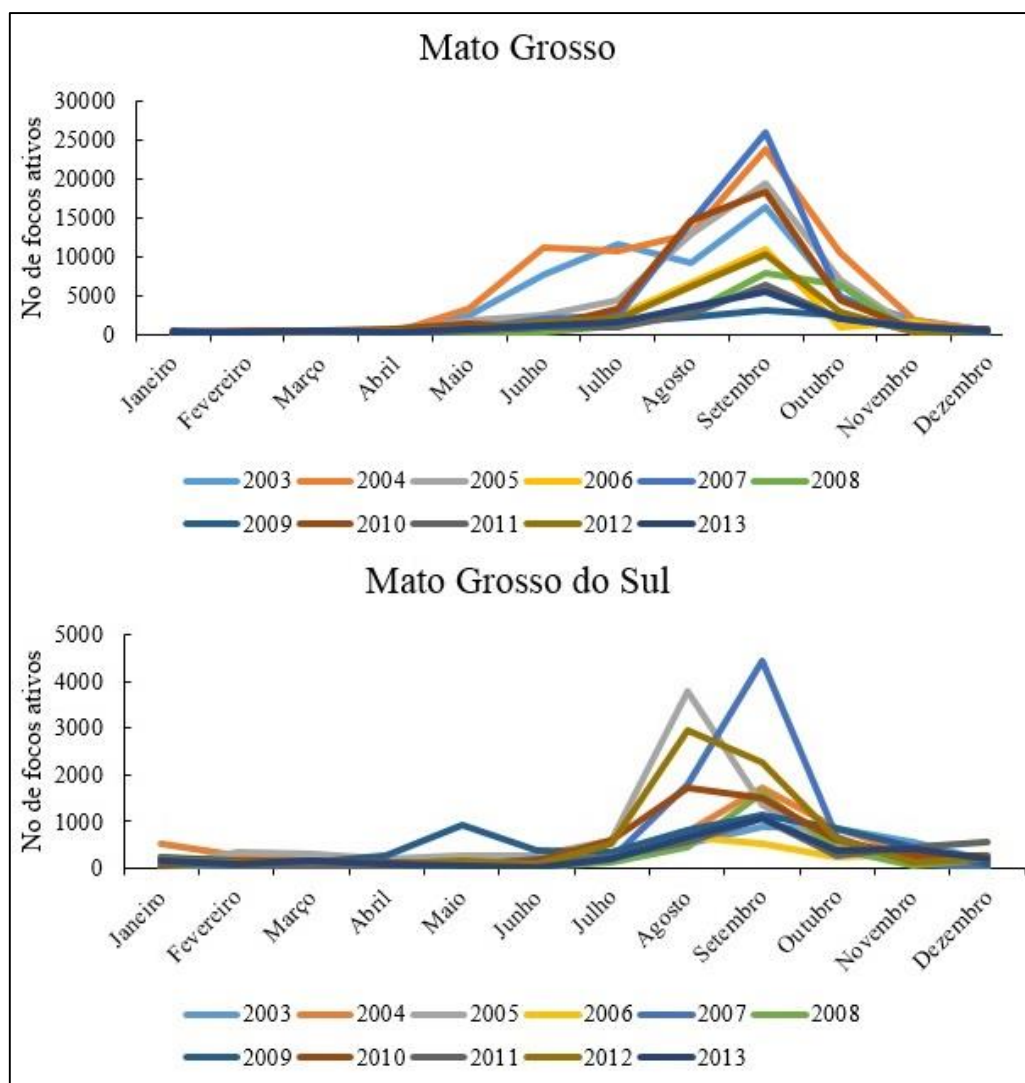 Mato Grosso
No de focos ativos
30000
25000
20000
15000
10000
5000
0
Janeiro
Fevereiro
Março
Abril
Maio
Junho
Julho
Agosto
Setembro
Outubro
Novembro
Dezembro
2003 2004 2005 2006 2007 2008
2009 2010 2011 2012 2013
Mato Grosso do Sul
No de focos ativos
5000
4000
3000
2000
1000
0
Janeiro
Fevereiro
Março
Abril
Maio
Junho
Julho
Agosto
Setembro
Outubro
Novembro
Dezembro
2003 2004 2005 2006 2007 2008
2009 2010 2011 2012 2013